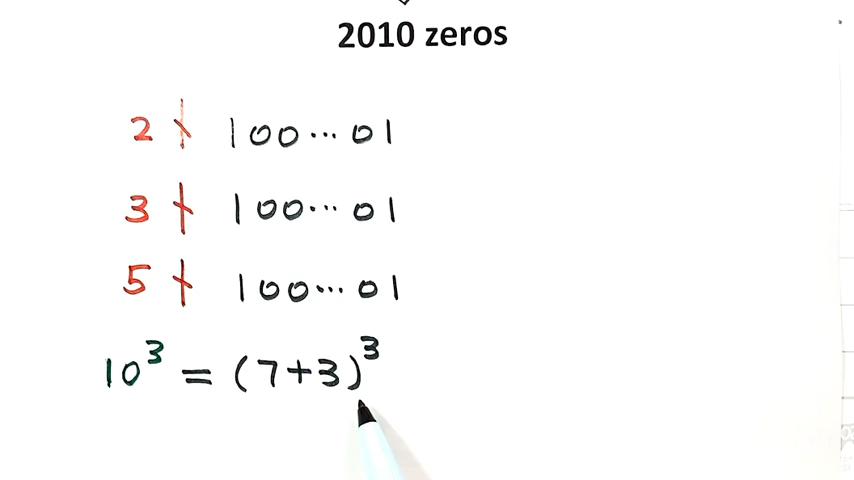 2010 zeros
2 ∤ 100...01
3 ∤ 100...01
5 ∤ 100...01
10³ = (7+3)³